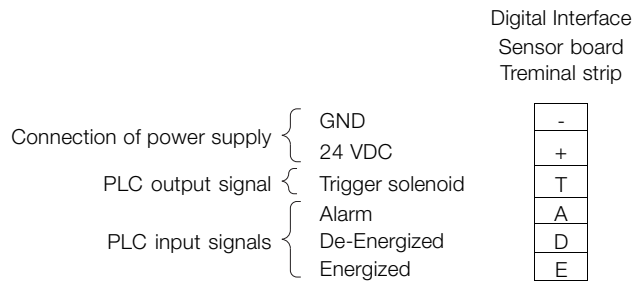 Digital Interface
Sensor board
Treminal strip
Connection of power supply
GND
-
24 VDC
+
PLC output signal
Trigger solenoid
T
PLC input signals
Alarm
A
De-Energized
D
Energized
E